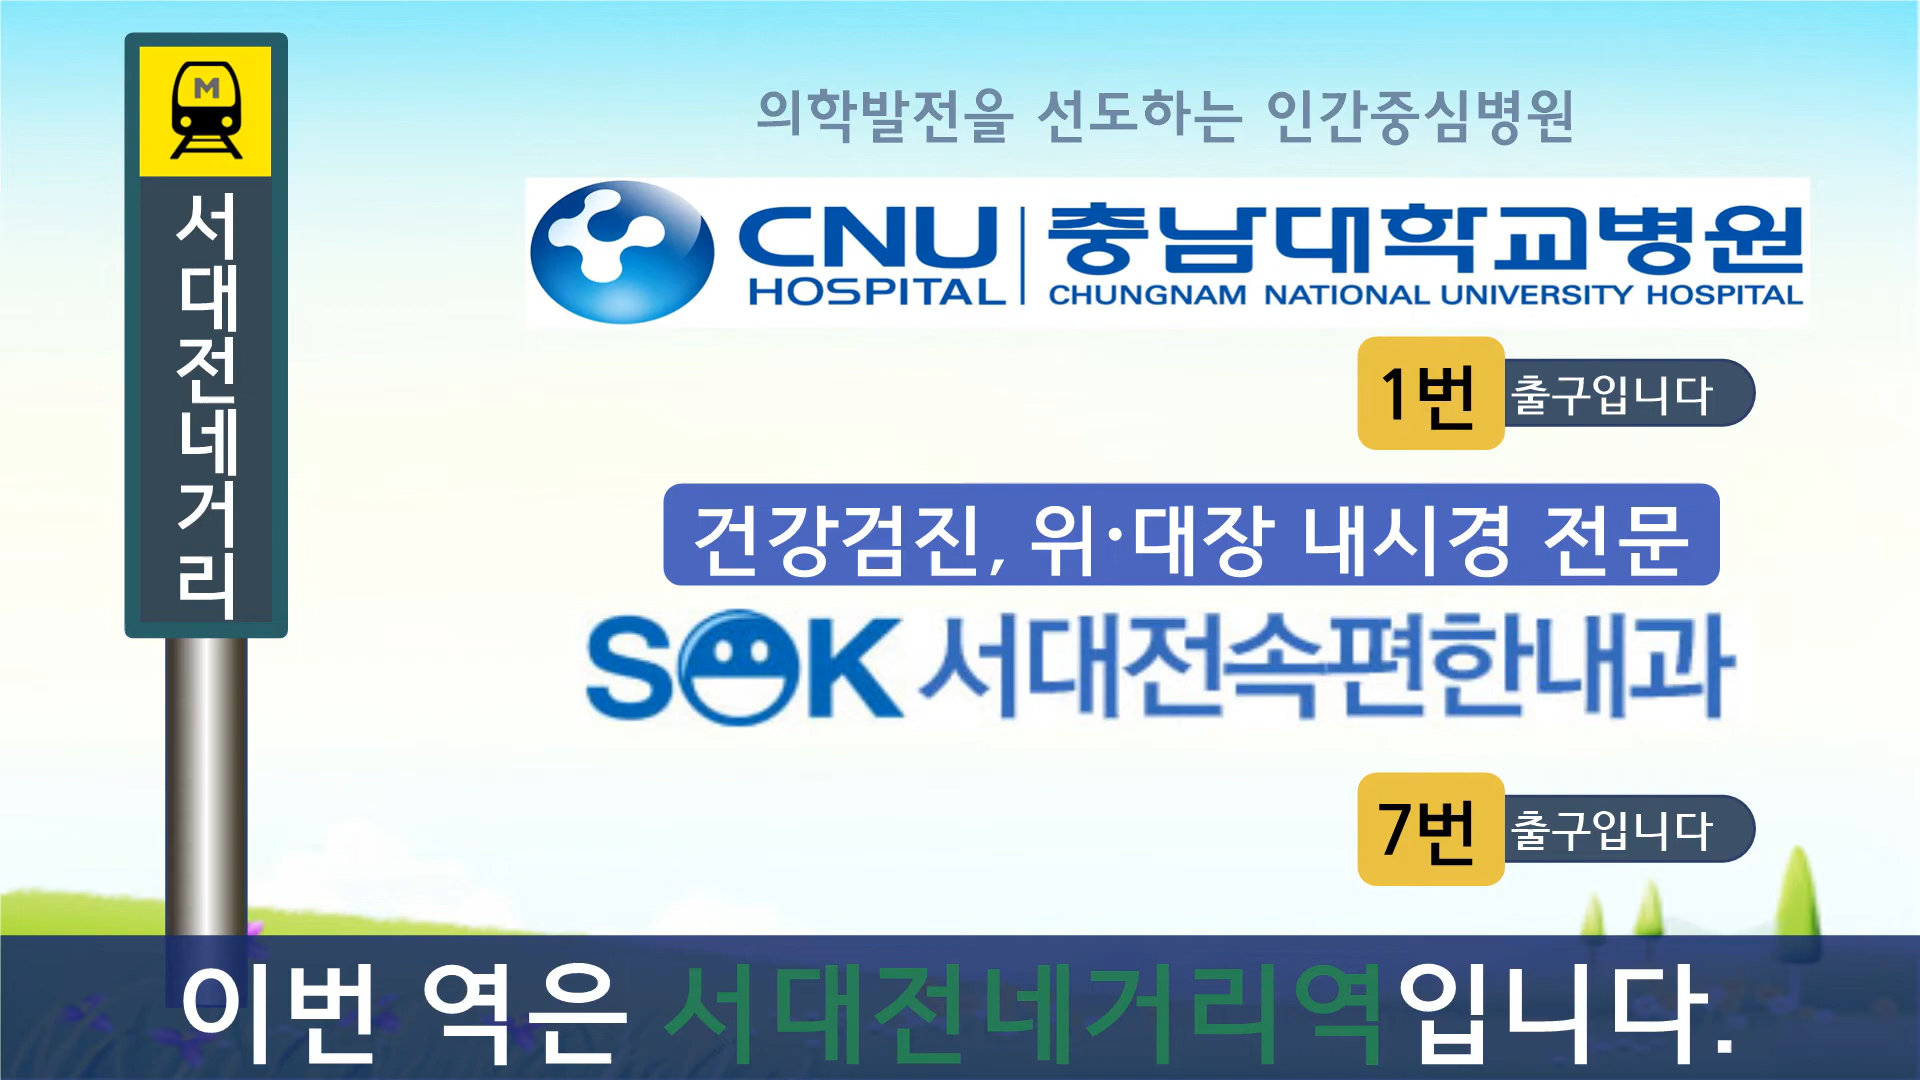 M
서대전네거리
의학발전을 선도하는 인간중심병원
CNU HOSPITAL
충남대학교병원
CHUNGNAM NATIONAL UNIVERSITY HOSPITAL
1번 출구입니다
건강검진, 위·대장 내시경 전문
SOK 서대전속편한내과
7번 출구입니다
이번 역은 서대전네거리역입니다.